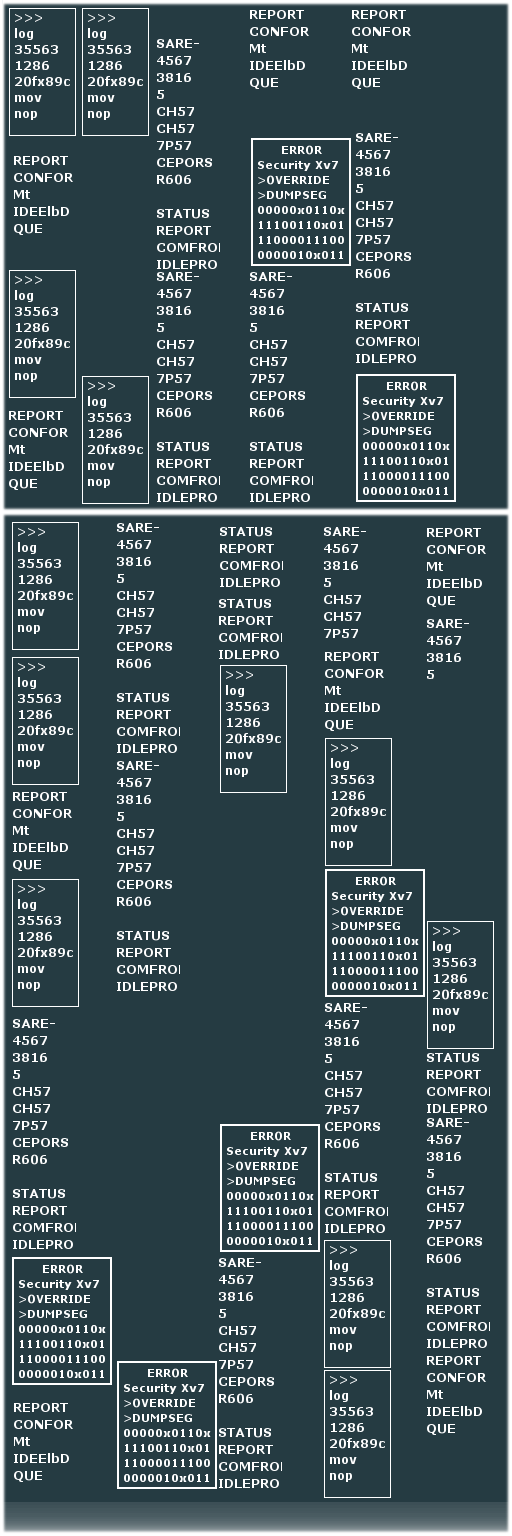 >>>
log
35563
1286
20fx89c
mov
nop
REPORT
CONFOR
Mt
IDEElbD
QUE
>>>
log
35563
1286
20fx89c
mov
nop
REPORT
CONFOR
Mt
IDEElbD
QUE
>>>
log
35563
1286
20fx89c
mov
nop
>>>
log
35563
1286
20fx89c
mov
nop
SARE-
4567
3816
5
CH57
CH57
7P57
CEPORS
R606
STATUS
REPORT
COMFROI
IDLEPRO
SARE-
4567
3816
5
CH57
CH57
7P57
CEPORS
R606
STATUS
REPORT
COMFROI
IDLEPRO
REPORT
CONFOR
Mt
IDEElbD
QUE
ERROR
Security Xv7
>OVERRIDE
>DUMPSEG
00000x0110x
11100110x01
11000011100
0000010x011
SARE-
4567
3816
5
CH57
CH57
7P57
CEPORS
R606
STATUS
REPORT
COMFROI
IDLEPRO
REPORT
CONFOR
Mt
IDEElbD
QUE
SARE-
4567
3816
5
CH57
CH57
7P57
CEPORS
R606
STATUS
REPORT
COMFROI
IDLEPRO
ERROR
Security Xv7
>OVERRIDE
>DUMPSEG
00000x0110x
11100110x01
11000011100
0000010x011
>>>
log
35563
1286
20fx89c
mov
nop
>>>
log
35563
1286
20fx89c
mov
nop
REPORT
CONFOR
Mt
IDEElbD
QUE
>>>
log
35563
1286
20fx89c
mov
nop
SARE-
4567
3816
5
CH57
CH57
7P57
CEPORS
R606
STATUS
REPORT
COMFROI
IDLEPRO
ERROR
Security Xv7
>OVERRIDE
>DUMPSEG
00000x0110x
11100110x01
11000011100
0000010x011
REPORT
CONFOR
Mt
IDEElbD
QUE
SARE-
4567
3816
5
CH57
CH57
7P57
CEPORS
R606
STATUS
REPORT
COMFROI
IDLEPRO
SARE-
4567
3816
5
CH57
CH57
7P57
CEPORS
R606
STATUS
REPORT
COMFROI
IDLEPRO
ERROR
Security Xv7
>OVERRIDE
>DUMPSEG
00000x0110x
11100110x01
11000011100
0000010x011
STATUS
REPORT
COMFROI
IDLEPRO
STATUS
REPORT
COMFROI
IDLEPRO
>>>
log
35563
1286
20fx89c
mov
nop
ERROR
Security Xv7
>OVERRIDE
>DUMPSEG
00000x0110x
11100110x01
11000011100
0000010x011
SARE-
4567
3816
5
CH57
CH57
7P57
CEPORS
R606
STATUS
REPORT
COMFROI
IDLEPRO
SARE-
4567
3816
5
CH57
CH57
7P57
REPORT
CONFOR
Mt
IDEElbD
QUE
>>>
log
35563
1286
20fx89c
mov
nop
ERROR
Security Xv7
>OVERRIDE
>DUMPSEG
00000x0110x
11100110x01
11000011100
0000010x011
SARE-
4567
3816
5
CH57
CH57
7P57
CEPORS
R606
STATUS
REPORT
COMFROI
IDLEPRO
>>>
log
35563
1286
20fx89c
mov
nop
>>>
log
35563
1286
20fx89c
mov
nop
REPORT
CONFOR
Mt
IDEElbD
QUE
SARE-
4567
3816
5
>>>
log
35563
1286
20fx89c
mov
nop
STATUS
REPORT
COMFROI
IDLEPRO
SARE-
4567
3816
5
CH57
CH57
7P57
CEPORS
R606
STATUS
REPORT
COMFROI
IDLEPRO
REPORT
CONFOR
Mt
IDEElbD
QUE